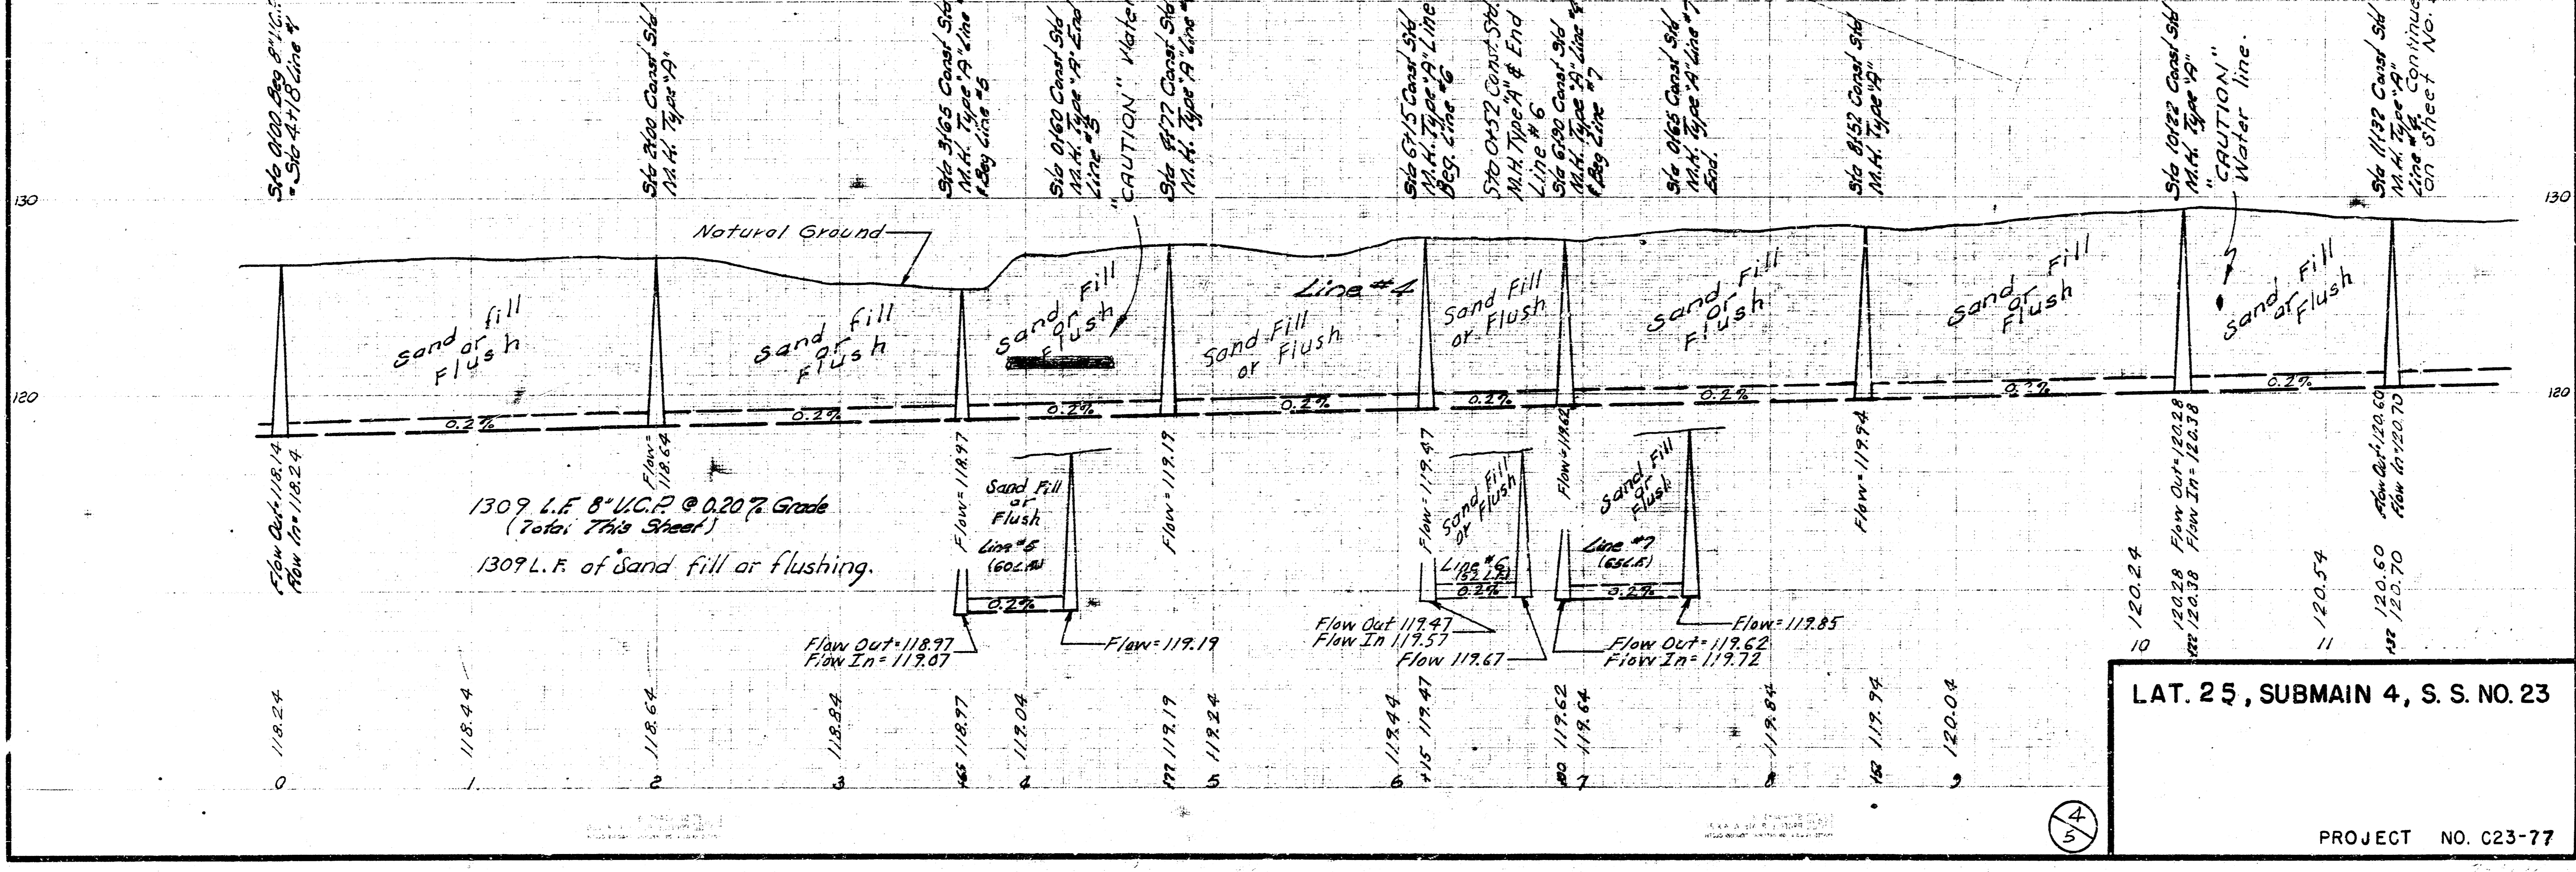 Sta 0+00 Beg 8" V.C.P.
= Sta 4+18 Line #
Sta 2+00 Const Std
M.H. Type "A"
Sta 3+65 Const Std
M.H. Type "A" Line #
& Beg Line #5
Sta 0+60 Const Std
M.H. Type "A" End
Line #5
"CAUTION" Water
Sta 4+77 Const Std
M.H. Type "A" Line #
Sta 6+15 Const Std
M.H. Type "A" Line
Beg. Line #6
Sta 0+52 Const. Std.
M.H. Type "A" & End
Line #6
Sta 6+90 Const Std
M.H. Type "A" Line #4
& Beg Line #7
Sta 0+65 Const Std
M.H. Type "A" Line #7
End.
Sta 8+52 Const Std
M.H. Type "A"
Sta 10+22 Const Std
M.H. Type "A"
"CAUTION"
Water line.
Sta 11+32 Const Std
M.H. Type "A"
Line #4 Continue
on Sheet No.
130
130
Natural Ground
Line #4
Sand fill
or
Flush
Sand fill
or
Flush
Sand Fill
or
Flush
Sand Fill
or Flush
Sand Fill
or Flush
Sand Fill
or
Flush
Sand Fill
or
Flush
Sand Fill
or
Flush
120
120
0.2%
0.2%
0.2%
0.2%
0.2%
0.2%
0.2%
0.2%
Flow Out=118.14
Flow In=118.24
Flow=
118.64
Flow=118.97
Flow=119.19
Flow=119.47
Flow=119.62
Flow=119.94
Flow Out=120.28
Flow In=120.38
Flow Out=120.60
Flow In=120.70
1309 L.F. 8" V.C.P. @ 0.20% Grade
(Total This Sheet)
1309 L.F. of Sand fill or flushing.
Sand Fill
or
Flush
Line #5
(60 L.F.)
0.2%
Flow Out=118.97
Flow In=119.07
Flow=119.19
Sand Fill
or Flush
Line #6
(52 L.F.)
0.2%
Flow Out 119.47
Flow In 119.57
Flow 119.67
Sand Fill
or
Flush
Line #7
(65 L.F.)
0.2%
Flow=119.85
Flow Out=119.62
Flow In=119.72
118.24
118.44
118.64
118.84
118.97
119.04
119.19
119.24
119.44
119.47
119.62
119.64
119.84
119.94
120.04
120.24
120.28
120.38
120.54
120.60
120.70
0
1
2
3
+65
4
+77
5
6
+15
+90
7
8
+52
9
10
+22
11
+32
4
5
LAT. 25, SUBMAIN 4, S. S. NO. 23
PROJECT NO. C23-77